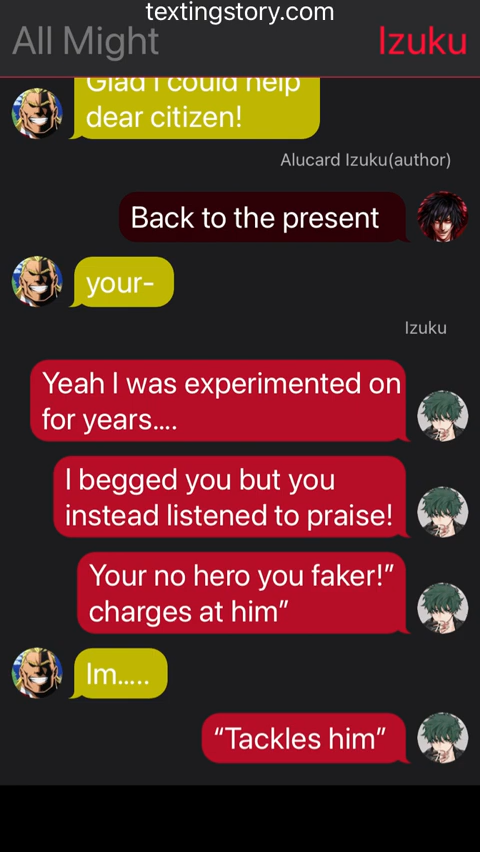 textingstory.com
All Might
Izuku
Glad I could help
dear citizen!
Alucard Izuku(author)
Back to the present
your-
Izuku
Yeah I was experimented on
for years....
I begged you but you
instead listened to praise!
Your no hero you faker!”
charges at him”
Im.....
“Tackles him”